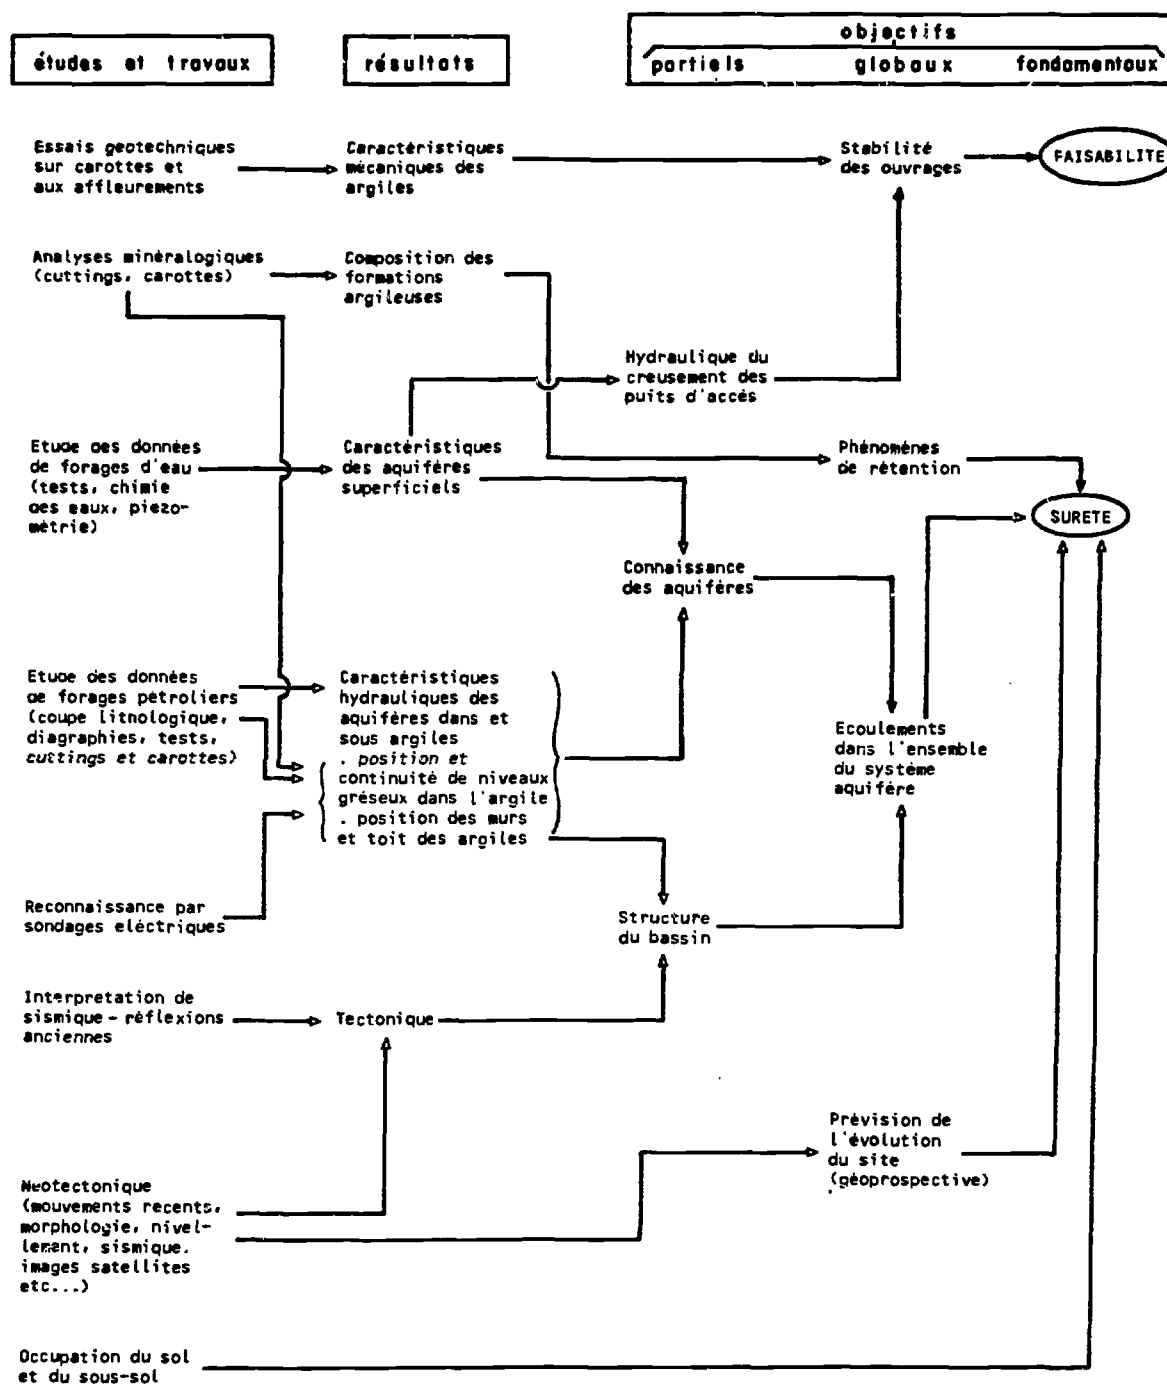 études et travaux
résultats
objectifs
partiels globaux fondamentaux
Essais geotechniques
sur carottes et
aux affleurements
Caractéristiques
mécaniques des
argiles
Stabilité
des ouvrages
FAISABILITE
Analyses minéralogiques
(cuttings, carottes)
Composition des
formations
argileuses
Hydraulique du
creusement des
puits d'accés
Etude des données
de forages d'eau
(tests, chimie
des eaux, piezo-
métrie)
Caractéristiques
des aquifères
superficiels
Phénomènes
de rétention
SURETE
Connaissance
des aquifères
Etude des données
de forages pétroliers
(coupe lithologique,
diagraphies, tests,
cuttings et carottes)
Caractéristiques
hydrauliques des
aquifères dans et
sous argiles
. position et
continuité de niveaux
gréseux dans l'argile
. position des murs
et toit des argiles
Ecoulements
dans l'ensemble
du système
aquifère
Reconnaissance par
sondages eléctriques
Structure
du bassin
Interpretation de
sismique - réflexions
anciennes
Tectonique
Prévision de
l'évolution
du site
(géoprospective)
Neotectonique
(mouvements recents,
morphologie, nivel-
lement, sismique,
images satellites
etc...)
Occupation du sol
et du sous-sol